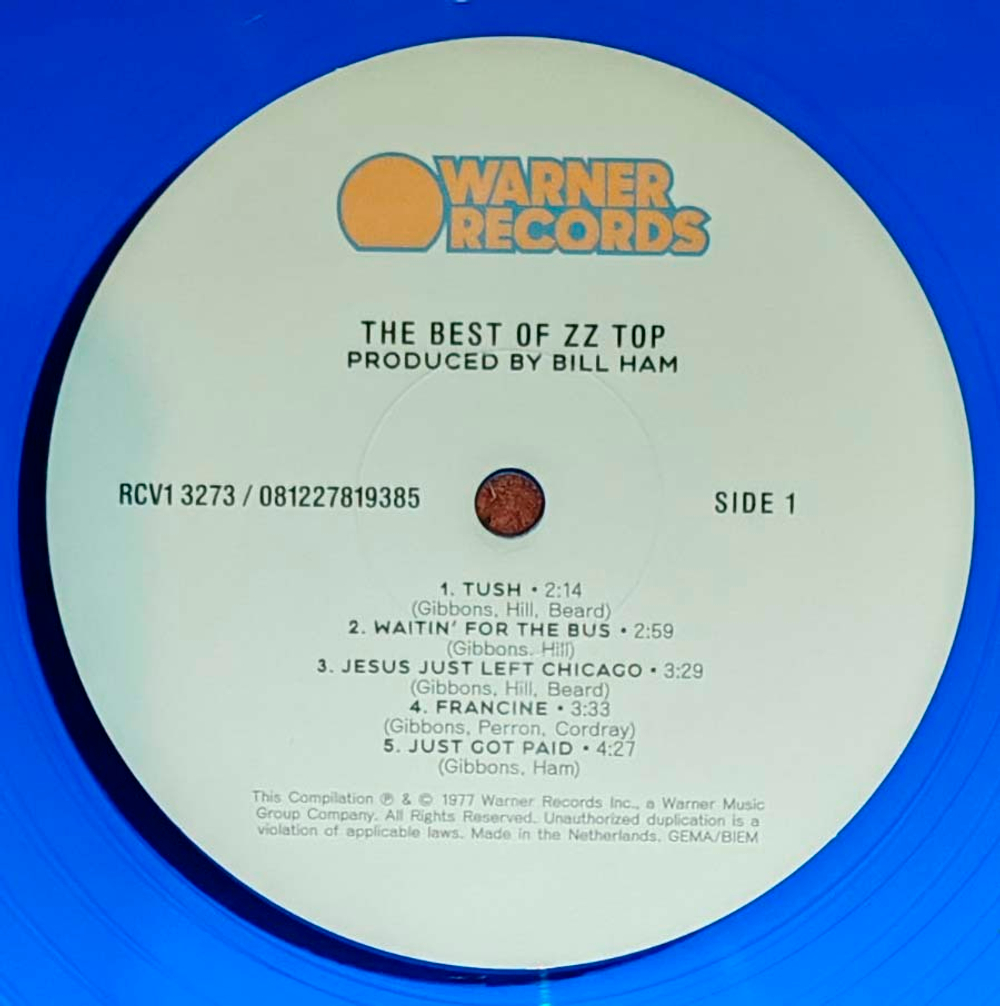 WARNER
RECORDS
THE BEST OF ZZ TOP
PRODUCED BY BILL HAM
RCV1 3273 / 081227819385
SIDE 1
1. TUSH • 2:14
(Gibbons, Hill, Beard)
2. WAITIN' FOR THE BUS • 2:59
(Gibbons, Hill)
3. JESUS JUST LEFT CHICAGO • 3:29
(Gibbons, Hill, Beard)
4. FRANCINE • 3:33
(Gibbons, Perron, Cordray)
5. JUST GOT PAID • 4:27
(Gibbons, Ham)
This Compilation ℗ & © 1977 Warner Records Inc., a Warner Music
Group Company. All Rights Reserved. Unauthorized duplication is a
violation of applicable laws. Made in the Netherlands. GEMA/BIEM